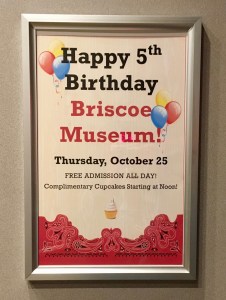 Happy 5th
Birthday
Briscoe
Museum!
Thursday, October 25
FREE ADMISSION ALL DAY!
Complimentary Cupcakes Starting at Noon!